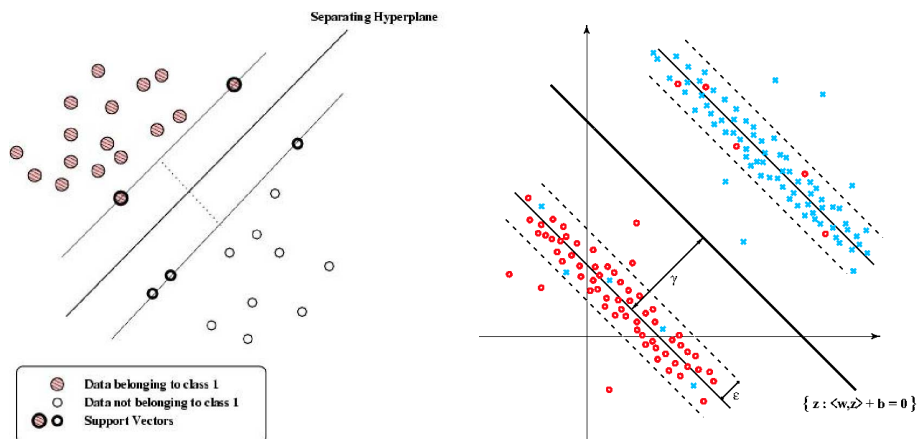 Separating Hyperplane
Data belonging to class 1
Data not belonging to class 1
Support Vectors
γ
ε
{ z : <w,z> + b = 0 }